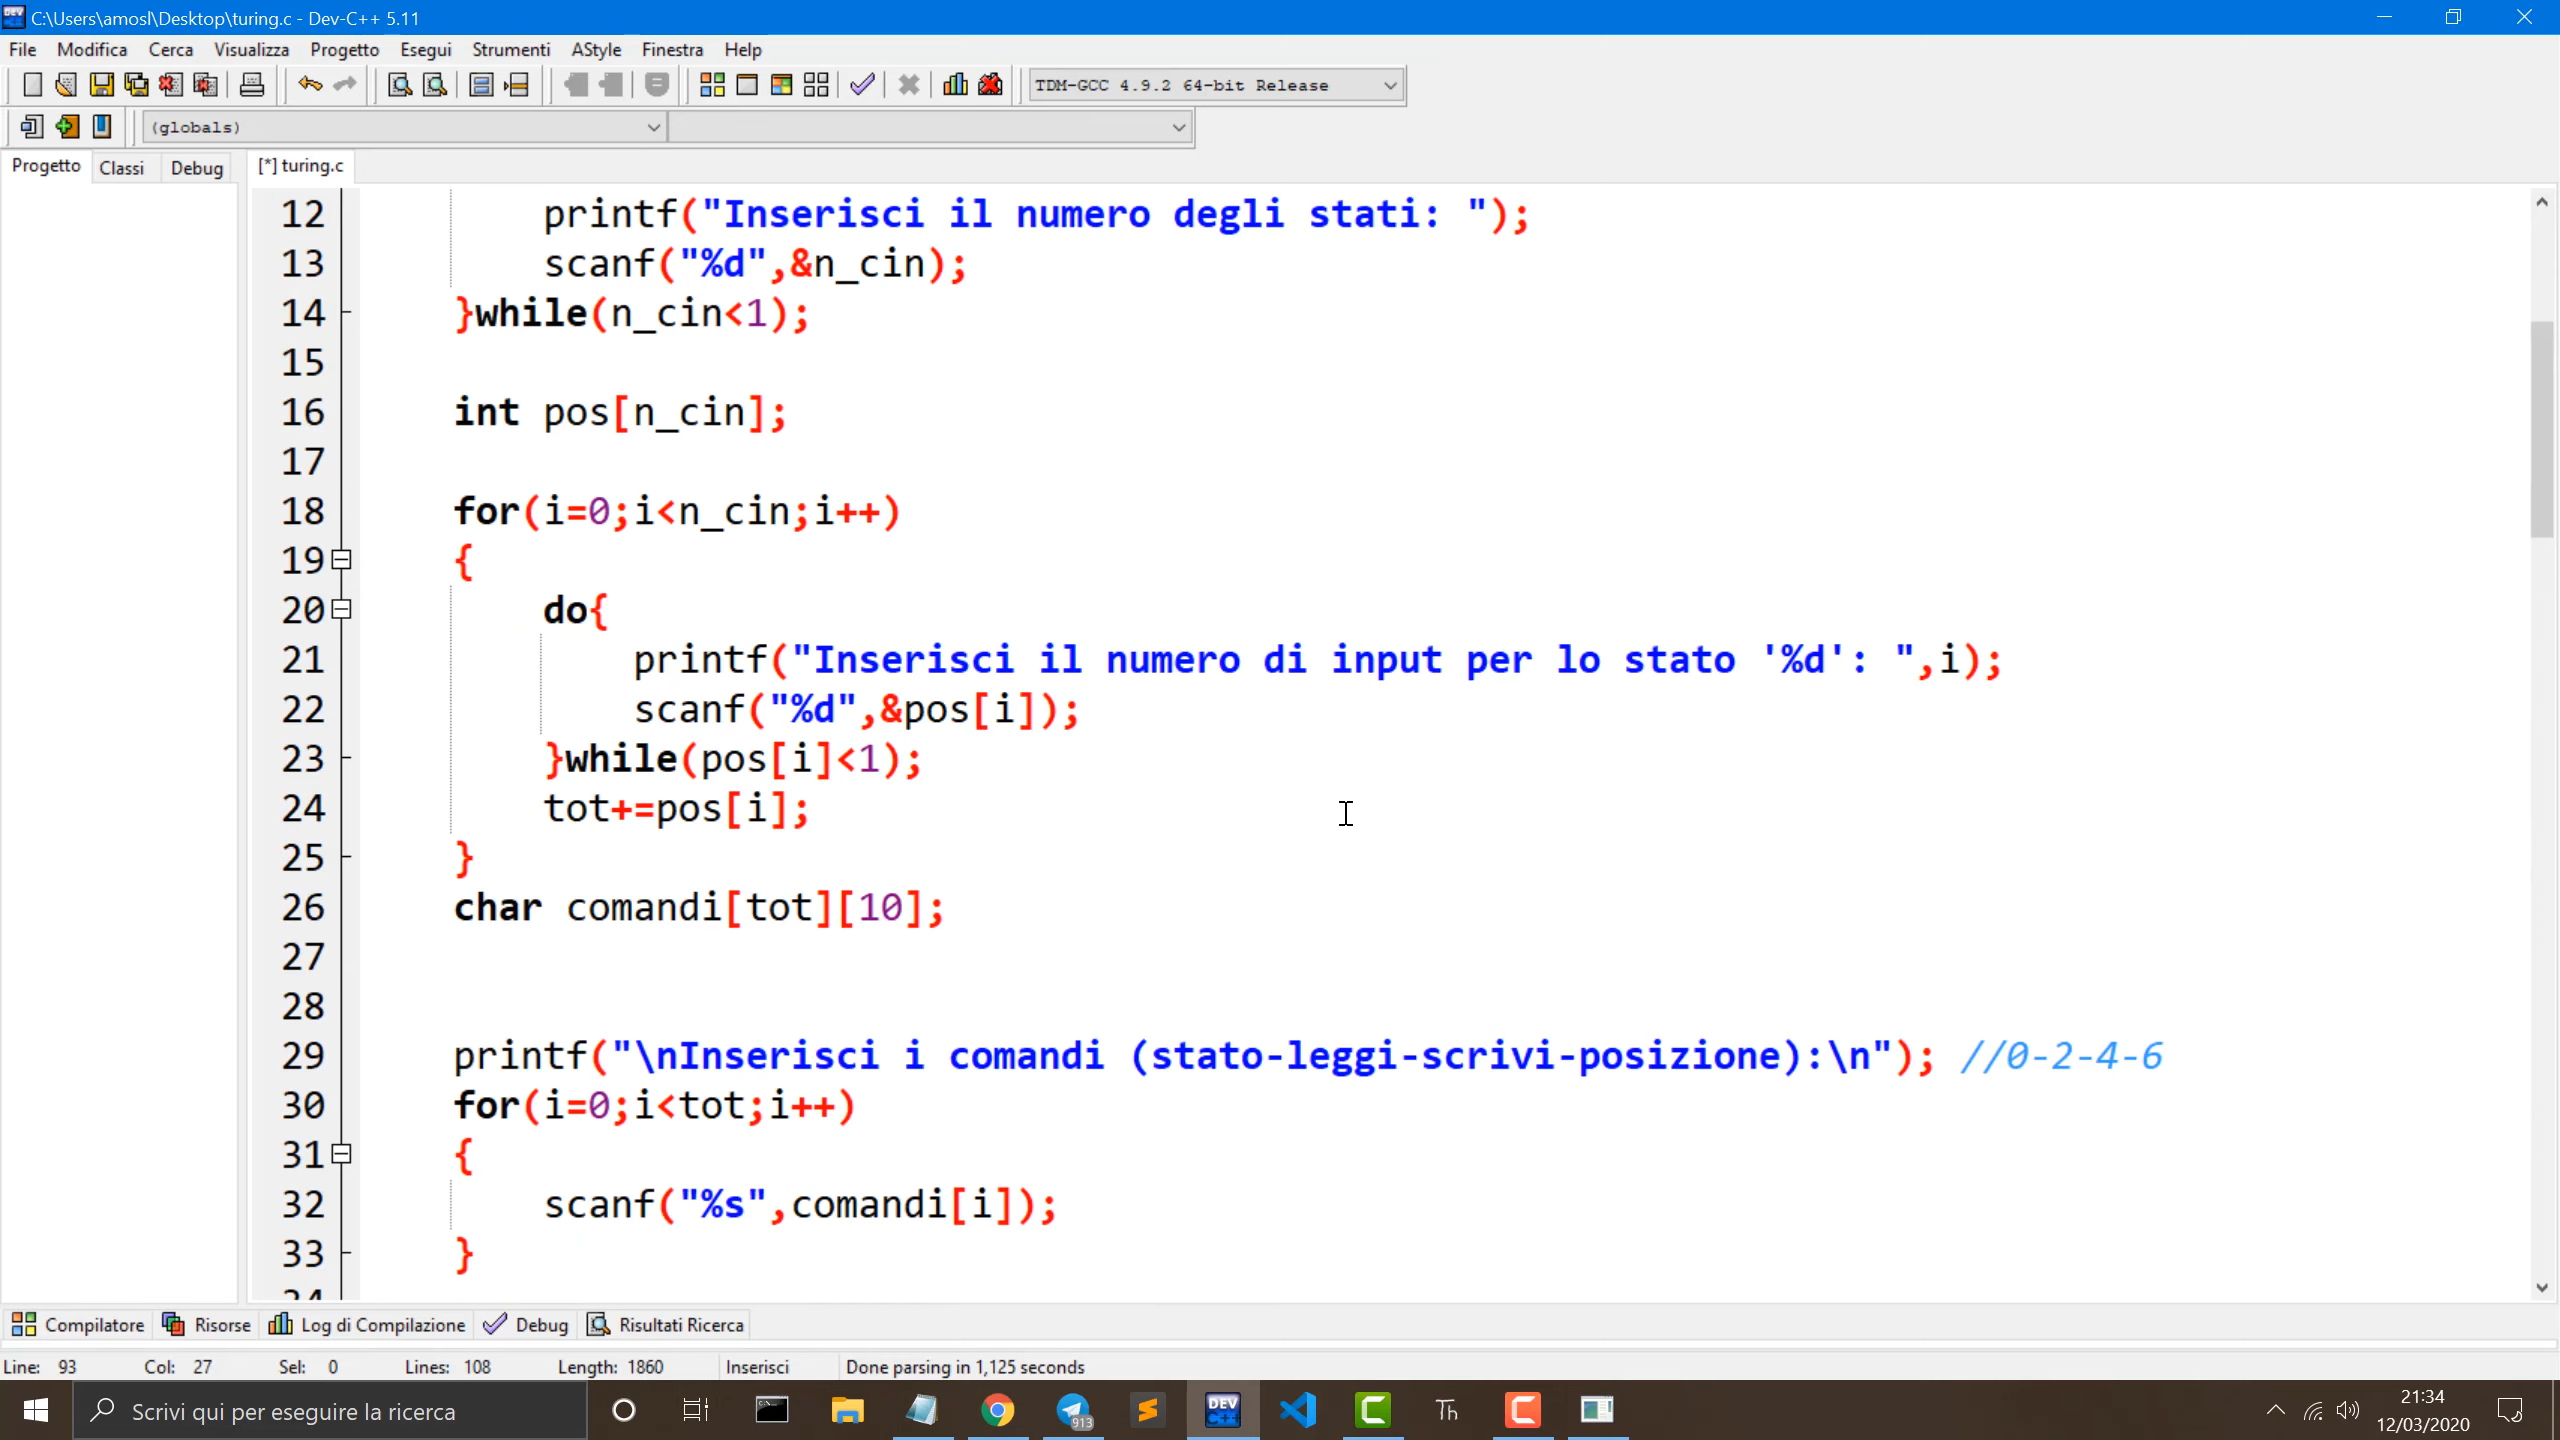 C:\Users\amosl\Desktop\turing.c - Dev-C++ 5.11
File Modifica Cerca Visualizza Progetto Esegui Strumenti AStyle Finestra Help
TDM-GCC 4.9.2 64-bit Release
(globals)
Progetto Classi Debug [*] turing.c
12 printf("Inserisci il numero degli stati: ");
13 scanf("%d",&n_cin);
14 }while(n_cin<1);
15
16 int pos[n_cin];
17
18 for(i=0;i<n_cin;i++)
19 {
20 do{
21 printf("Inserisci il numero di input per lo stato '%d': ",i);
22 scanf("%d",&pos[i]);
23 }while(pos[i]<1);
24 tot+=pos[i];
25 }
26 char comandi[tot][10];
27
28
29 printf("\nInserisci i comandi (stato-leggi-scrivi-posizione):\n"); //0-2-4-6
30 for(i=0;i<tot;i++)
31 {
32 scanf("%s",comandi[i]);
33 }
34
Compilatore Risorse Log di Compilazione Debug Risultati Ricerca
Line: 93 Col: 27 Sel: 0 Lines: 108 Length: 1860 Inserisci Done parsing in 1,125 seconds
Scrivi qui per eseguire la ricerca
913
DEV C++
Th
21:34
12/03/2020